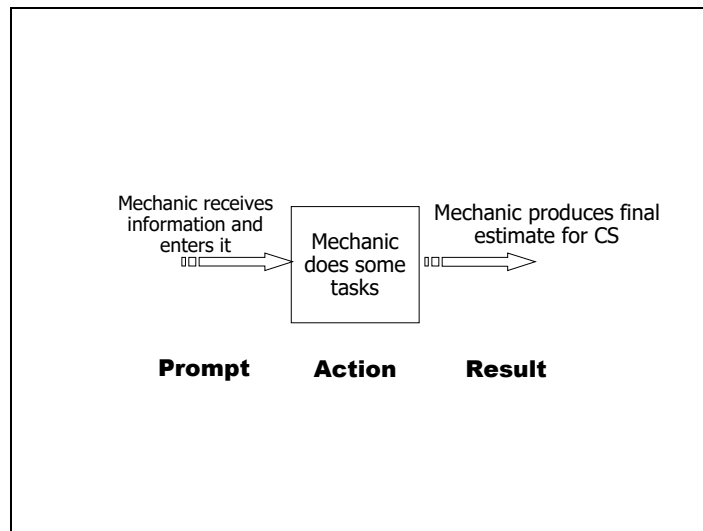 Mechanic receives
information and
enters it
Mechanic
does some
tasks
Mechanic produces final
estimate for CS
Prompt
Action
Result